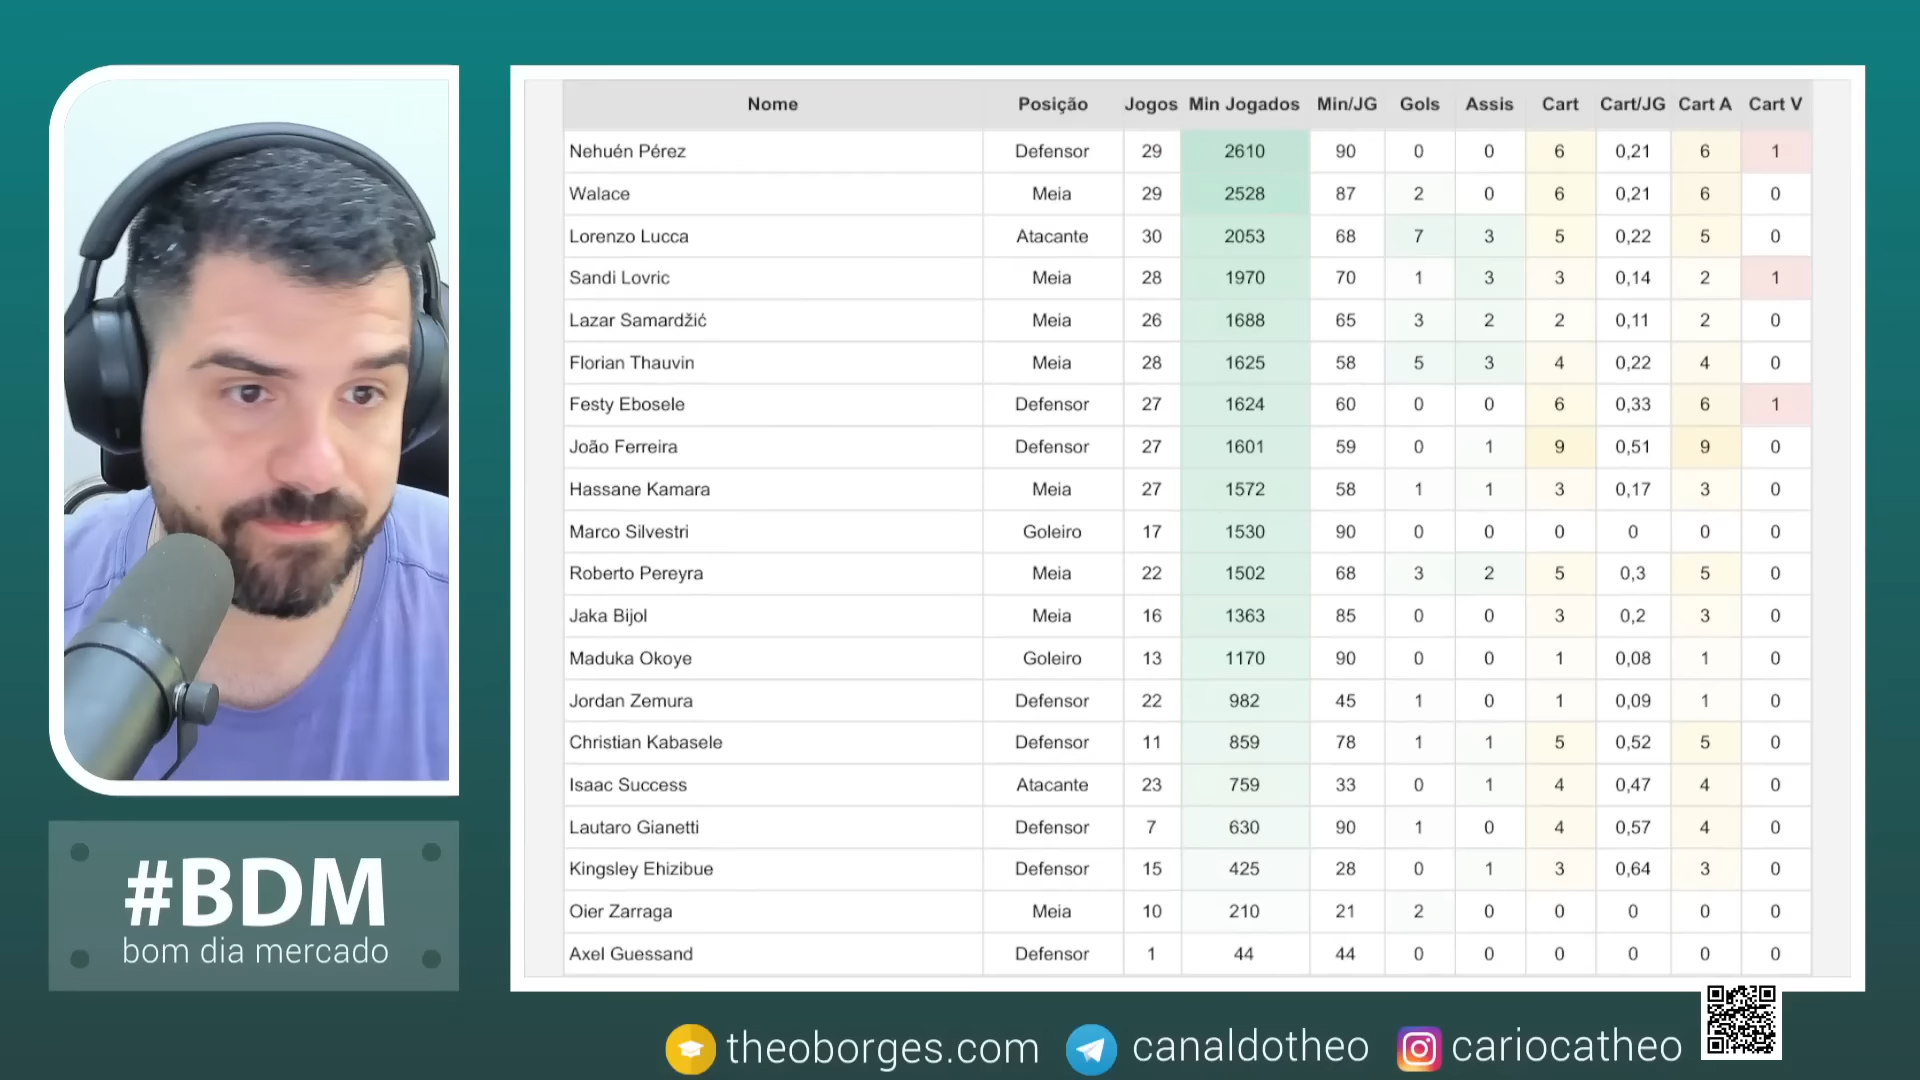 Nome Posição Jogos Min Jogados Min/JG Gols Assis Cart Cart/JG Cart A Cart V
Nehuén Pérez Defensor 29 2610 90 0 0 6 0,21 6 1
Walace Meia 29 2528 87 2 0 6 0,21 6 0
Lorenzo Lucca Atacante 30 2053 68 7 3 5 0,22 5 0
Sandi Lovric Meia 28 1970 70 1 3 3 0,14 2 1
Lazar Samardžić Meia 26 1688 65 3 2 2 0,11 2 0
Florian Thauvin Meia 28 1625 58 5 3 4 0,22 4 0
Festy Ebosele Defensor 27 1624 60 0 0 6 0,33 6 1
João Ferreira Defensor 27 1601 59 0 1 9 0,51 9 0
Hassane Kamara Meia 27 1572 58 1 1 3 0,17 3 0
Marco Silvestri Goleiro 17 1530 90 0 0 0 0 0 0
Roberto Pereyra Meia 22 1502 68 3 2 5 0,3 5 0
Jaka Bijol Meia 16 1363 85 0 0 3 0,2 3 0
Maduka Okoye Goleiro 13 1170 90 0 0 1 0,08 1 0
Jordan Zemura Defensor 22 982 45 1 0 1 0,09 1 0
Christian Kabasele Defensor 11 859 78 1 1 5 0,52 5 0
Isaac Success Atacante 23 759 33 0 1 4 0,47 4 0
Lautaro Gianetti Defensor 7 630 90 1 0 4 0,57 4 0
Kingsley Ehizibue Defensor 15 425 28 0 1 3 0,64 3 0
Oier Zarraga Meia 10 210 21 2 0 0 0 0 0
Axel Guessand Defensor 1 44 44 0 0 0 0 0 0
#BDM
bom dia mercado
theoborges.com canaldotheo cariocatheo